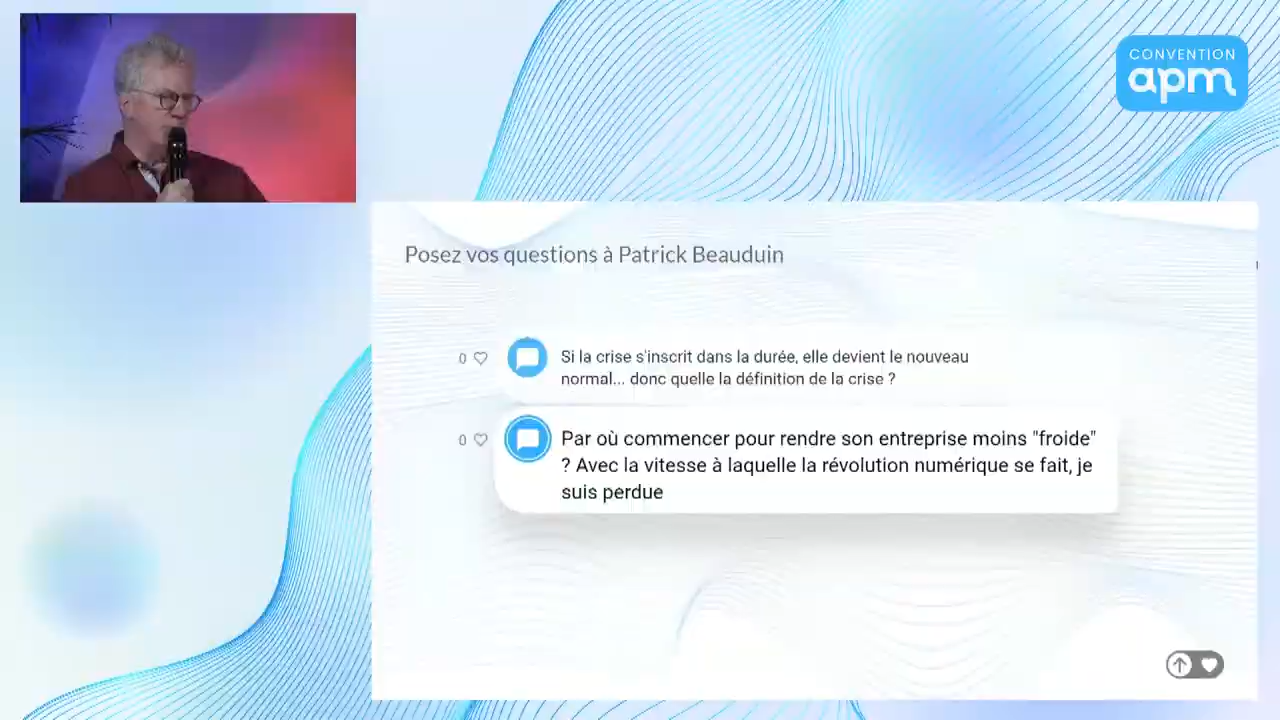 CONVENTION
apm
Posez vos questions à Patrick Beauduin
0
Si la crise s'inscrit dans la durée, elle devient le nouveau
normal... donc quelle la définition de la crise ?
0
Par où commencer pour rendre son entreprise moins "froide"
? Avec la vitesse à laquelle la révolution numérique se fait, je
suis perdue